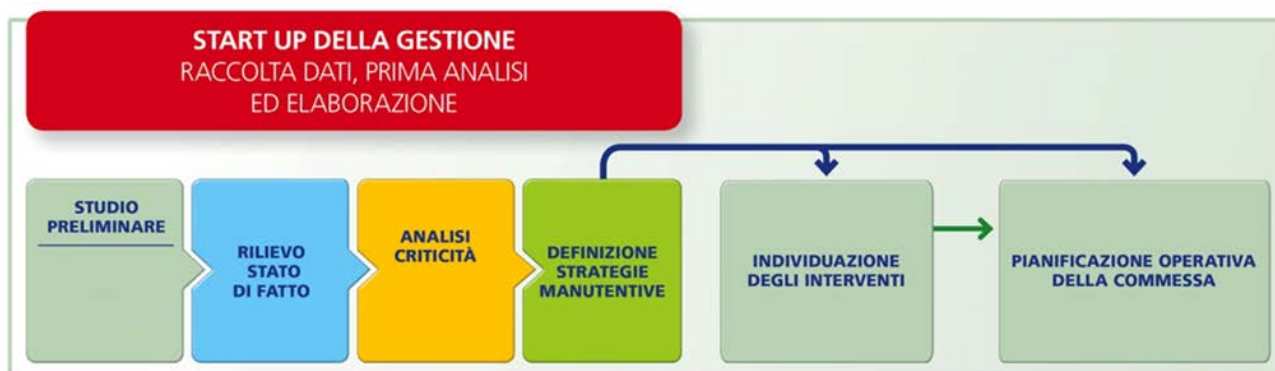 START UP DELLA GESTIONE
RACCOLTA DATI, PRIMA ANALISI
ED ELABORAZIONE
STUDIO
PRELIMINARE
RILIEVO
STATO
DI FATTO
ANALISI
CRITICITÀ
DEFINIZIONE
STRATEGIE
MANUTENTIVE
INDIVIDUAZIONE
DEGLI INTERVENTI
PIANIFICAZIONE OPERATIVA
DELLA COMMESSA